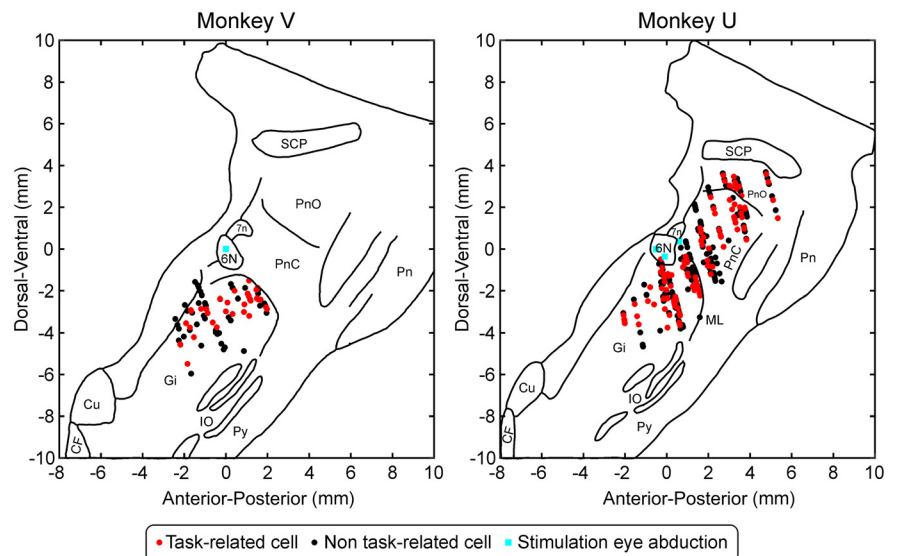 Monkey V
Monkey U
10
8
6
4
2
0
-2
-4
-6
-8
-10
Dorsal-Ventral (mm)
-8 -6 -4 -2 0 2 4 6 8 10
Anterior-Posterior (mm)
SCP
PnO
7n
6N
PnC
Pn
Gi
Cu
CF
IO
Py
10
8
6
4
2
0
-2
-4
-6
-8
-10
Dorsal-Ventral (mm)
-8 -6 -4 -2 0 2 4 6 8 10
Anterior-Posterior (mm)
SCP
PnO
7n
6N
PnC
Pn
ML
Gi
Cu
CF
IO
Py
Task-related cell Non task-related cell Stimulation eye abduction